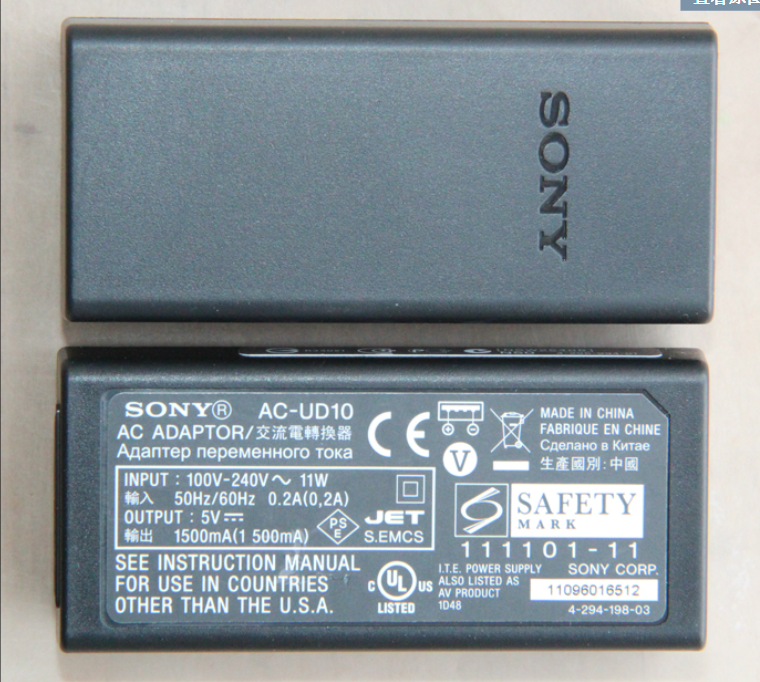 SONY
SONY® AC-UD10
AC ADAPTOR/交流電轉換器
Адаптер переменного тока
INPUT : 100V-240V～ 11W
輸入 50Hz/60Hz 0.2A(0,2A)
OUTPUT : 5V⎓
輸出 1500mA(1 500mA)
PS
E
JET
S.EMCS
SEE INSTRUCTION MANUAL
FOR USE IN COUNTRIES
OTHER THAN THE U.S.A.
CE
V
MADE IN CHINA
FABRIQUE EN CHINE
Сделано в Китае
生產國別:中國
SAFETY
MARK
111101-11
C UL US
LISTED
I.T.E. POWER SUPPLY
ALSO LISTED AS
AV PRODUCT
1D48
SONY CORP.
11096016512
4-294-198-03